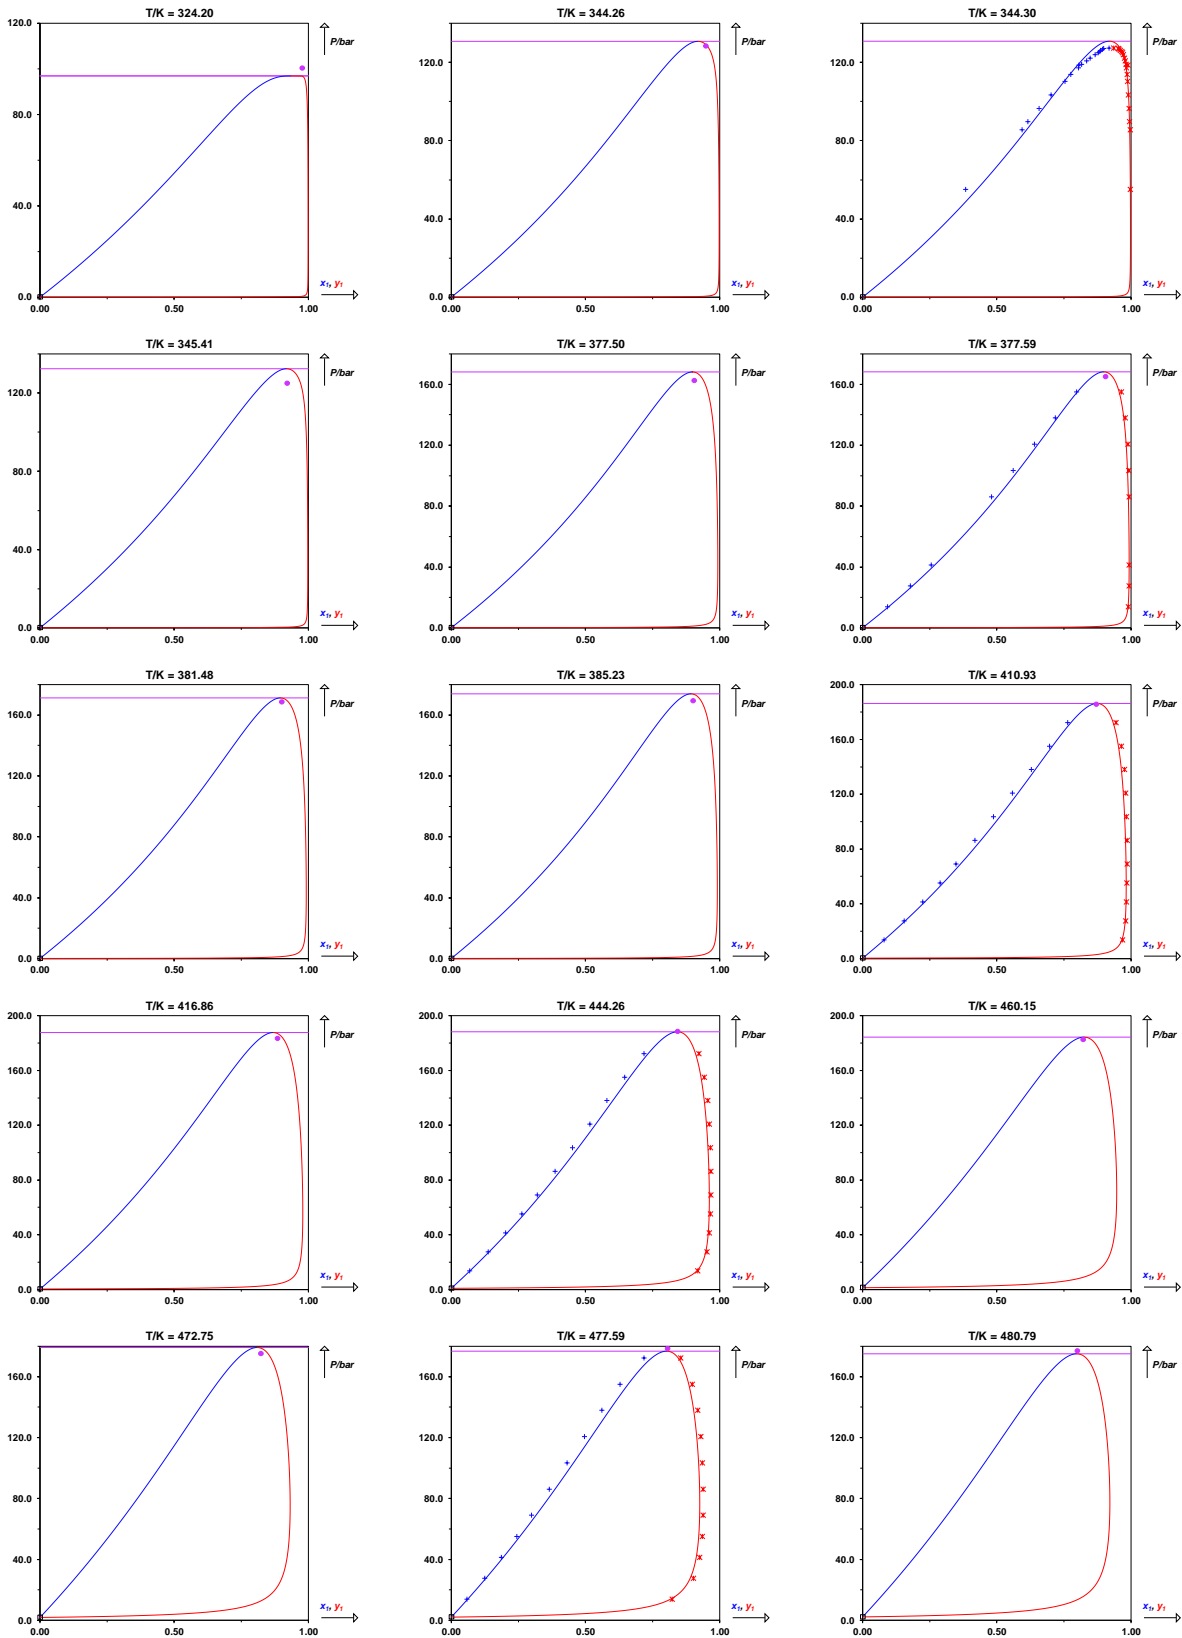 T/K = 324.20
T/K = 344.26
T/K = 344.30
120.0
80.0
40.0
0.0
0.00
0.50
1.00
P/bar
x₁, y₁
120.0
80.0
40.0
0.0
0.00
0.50
1.00
P/bar
x₁, y₁
120.0
80.0
40.0
0.0
0.00
0.50
1.00
P/bar
x₁, y₁
T/K = 345.41
T/K = 377.50
T/K = 377.59
120.0
80.0
40.0
0.0
0.00
0.50
1.00
P/bar
x₁, y₁
160.0
120.0
80.0
40.0
0.0
0.00
0.50
1.00
P/bar
x₁, y₁
160.0
120.0
80.0
40.0
0.0
0.00
0.50
1.00
P/bar
x₁, y₁
T/K = 381.48
T/K = 385.23
T/K = 410.93
160.0
120.0
80.0
40.0
0.0
0.00
0.50
1.00
P/bar
x₁, y₁
160.0
120.0
80.0
40.0
0.0
0.00
0.50
1.00
P/bar
x₁, y₁
200.0
160.0
120.0
80.0
40.0
0.0
0.00
0.50
1.00
P/bar
x₁, y₁
T/K = 416.86
T/K = 444.26
T/K = 460.15
200.0
160.0
120.0
80.0
40.0
0.0
0.00
0.50
1.00
P/bar
x₁, y₁
200.0
160.0
120.0
80.0
40.0
0.0
0.00
0.50
1.00
P/bar
x₁, y₁
200.0
160.0
120.0
80.0
40.0
0.0
0.00
0.50
1.00
P/bar
x₁, y₁
T/K = 472.75
T/K = 477.59
T/K = 480.79
160.0
120.0
80.0
40.0
0.0
0.00
0.50
1.00
P/bar
x₁, y₁
160.0
120.0
80.0
40.0
0.0
0.00
0.50
1.00
P/bar
x₁, y₁
160.0
120.0
80.0
40.0
0.0
0.00
0.50
1.00
P/bar
x₁, y₁